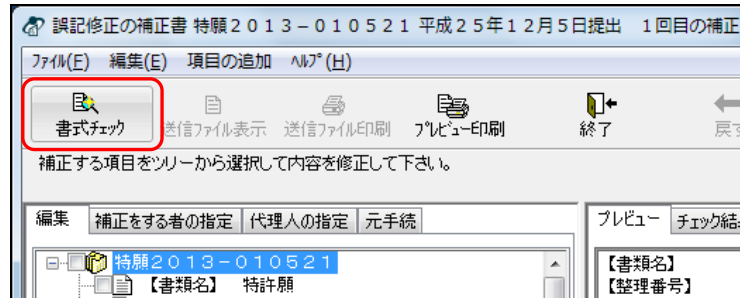 誤記修正の補正書 特願２０１３－０１０５２１ 平成２５年１２月５日提出　１回目の補正
ﾌｧｲﾙ(F)　編集(E)　項目の追加　ﾍﾙﾌﾟ(H)
書式ﾁｪｯｸ　送信ﾌｧｲﾙ表示　送信ﾌｧｲﾙ印刷　ﾌﾟﾚﾋﾞｭｰ印刷　終了　戻す
補正する項目をツリーから選択して内容を修正して下さい。
編集　補正をする者の指定　代理人の指定　元手続　プレビュー　チェック結
特願２０１３－０１０５２１　【書類名】
【書類名】　特許願　【整理番号】